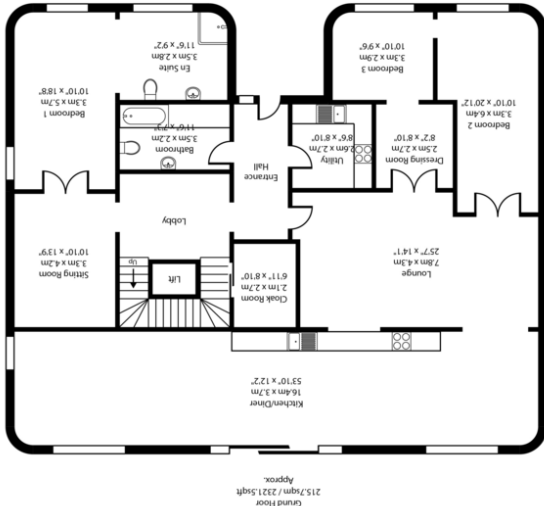 Grund Floor
215.7sqm / 2321.5sqft
Approx.
Kitchen/Diner
16.4m x 3.7m
53'10" x 12'2"
Lounge
7.8m x 4.3m
25'7" x 14'1"
Cloak Room
2.1m x 2.7m
6'11" x 8'10"
Lift
Up
Sitting Room
3.3m x 4.2m
10'10" x 13'9"
Lobby
Entrance
Hall
Bedroom 2
3.3m x 6.4m
10'10" x 20'12"
Dressing Room
2.5m x 2.7m
8'2" x 8'10"
Utility
2.6m x 2.7m
8'6" x 8'10"
Bathroom
3.5m x 2.2m
11'6" x 7'3"
Bedroom 3
3.3m x 2.9m
10'10" x 9'6"
En Suite
3.5m x 2.8m
11'6" x 9'2"
Bedroom 1
3.3m x 5.7m
10'10" x 18'8"